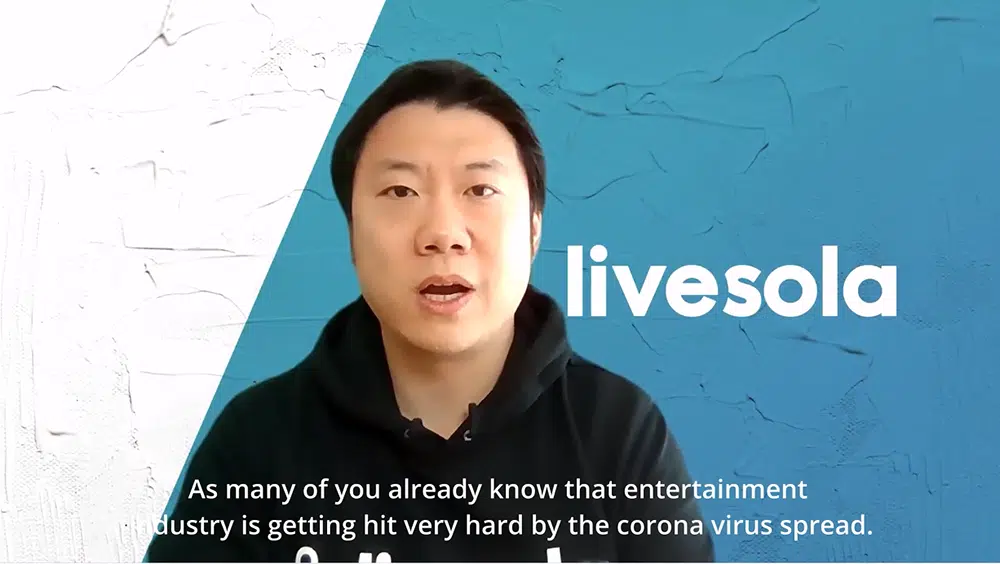 livesola
As many of you already know that entertainment
industry is getting hit very hard by the corona virus spread.